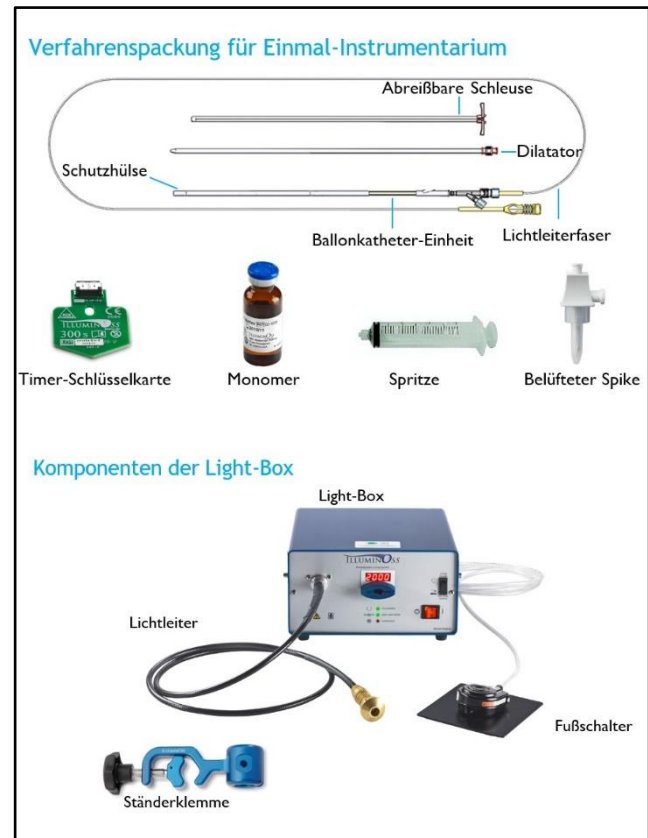 Verfahrenspackung für Einmal-Instrumentarium
Abreißbare Schleuse
Dilatator
Schutzhülse
Ballonkatheter-Einheit
Lichtleiterfaser
ILLUMINOSS
300s
Timer-Schlüsselkarte
Monomer
Spritze
Belüfteter Spike
Komponenten der Light-Box
Light-Box
ILLUMINOSS
2000
Lichtleiter
Fußschalter
Ständerklemme